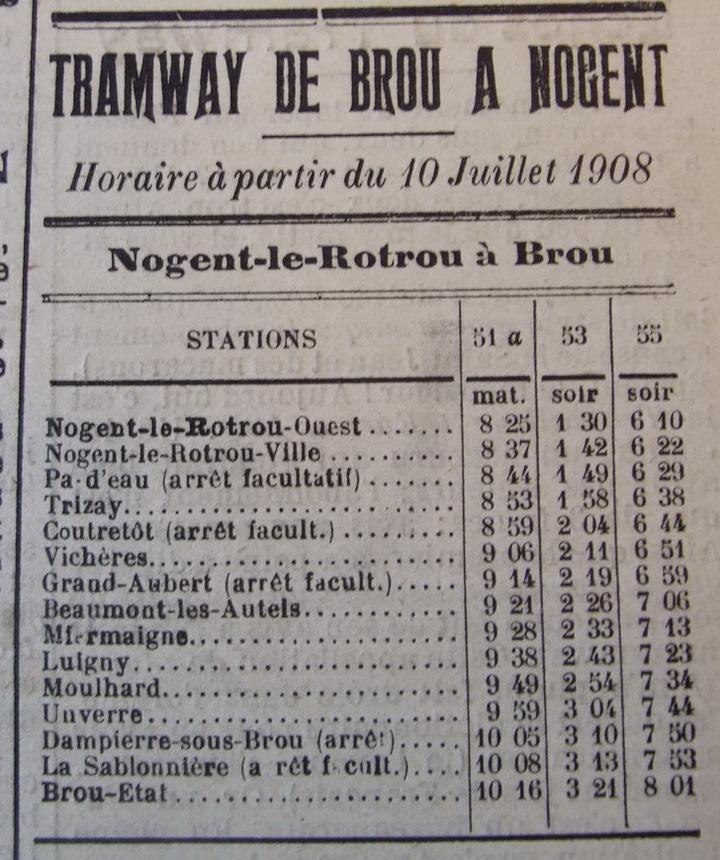 TRAMWAY DE BROU A NOGENT
Horaire à partir du 10 Juillet 1908
Nogent-le-Rotrou à Brou
STATIONS 51 a 53 55
mat. soir soir
Nogent-le-Rotrou-Ouest ....... 8 25 1 30 6 10
Nogent-le-Rotrou-Ville .......... 8 37 1 42 6 22
Pa-d'eau (arrêt facultatif) ....... 8 44 1 49 6 29
Trizay......................... 8 53 1 58 6 38
Coutretôt (arrêt facult.) ......... 8 59 2 04 6 44
Vichères....................... 9 06 2 11 6 51
Grand-Aubert (arrêt facult.)..... 9 14 2 19 6 59
Beaumont-les-Autels............ 9 21 2 26 7 06
Miermaigne.................... 9 28 2 33 7 13
Luigny........................ 9 38 2 43 7 23
Moulhard...................... 9 49 2 54 7 34
Unverre....................... 9 59 3 04 7 44
Dampierre-sous-Brou (arrêt)..... 10 05 3 10 7 50
La Sablonnière (a rêt f cult.).... 10 08 3 13 7 53
Brou-Etat..................... 10 16 3 21 8 01